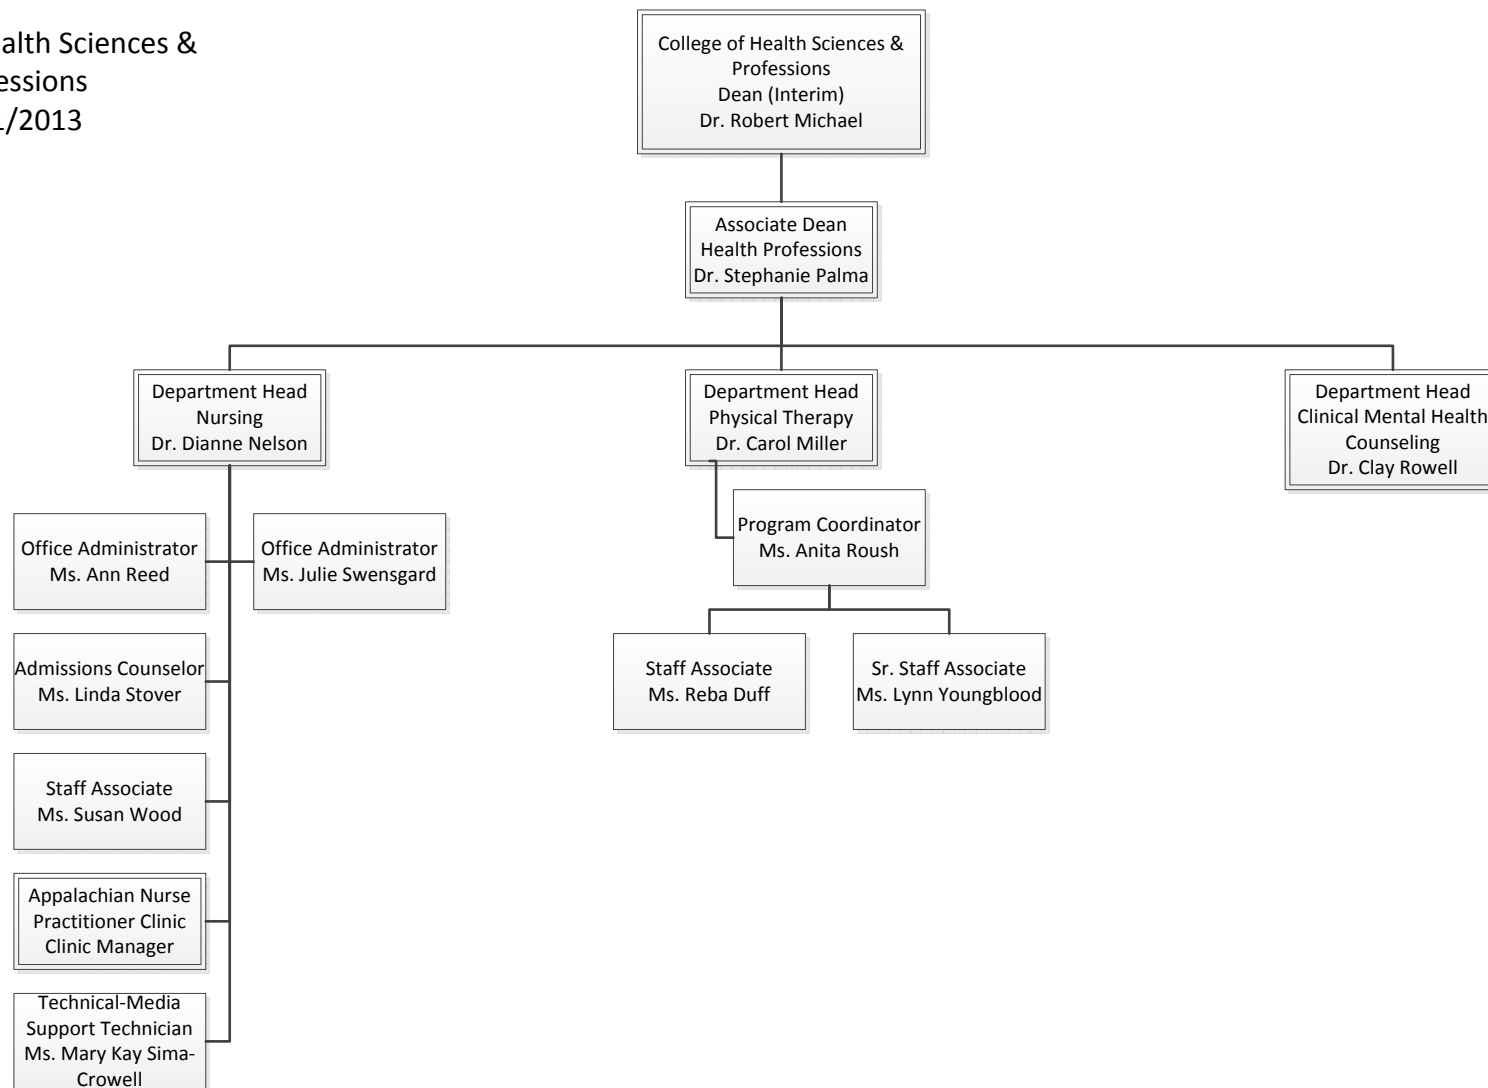 alth Sciences &
essions
/2013
College of Health Sciences &
Professions
Dean (Interim)
Dr. Robert Michael
Associate Dean
Health Professions
Dr. Stephanie Palma
Department Head
Nursing
Dr. Dianne Nelson
Department Head
Physical Therapy
Dr. Carol Miller
Department Head
Clinical Mental Health
Counseling
Dr. Clay Rowell
Office Administrator
Ms. Ann Reed
Office Administrator
Ms. Julie Swensgard
Program Coordinator
Ms. Anita Roush
Admissions Counselor
Ms. Linda Stover
Staff Associate
Ms. Reba Duff
Sr. Staff Associate
Ms. Lynn Youngblood
Staff Associate
Ms. Susan Wood
Appalachian Nurse
Practitioner Clinic
Clinic Manager
Technical-Media
Support Technician
Ms. Mary Kay Sima-
Crowell